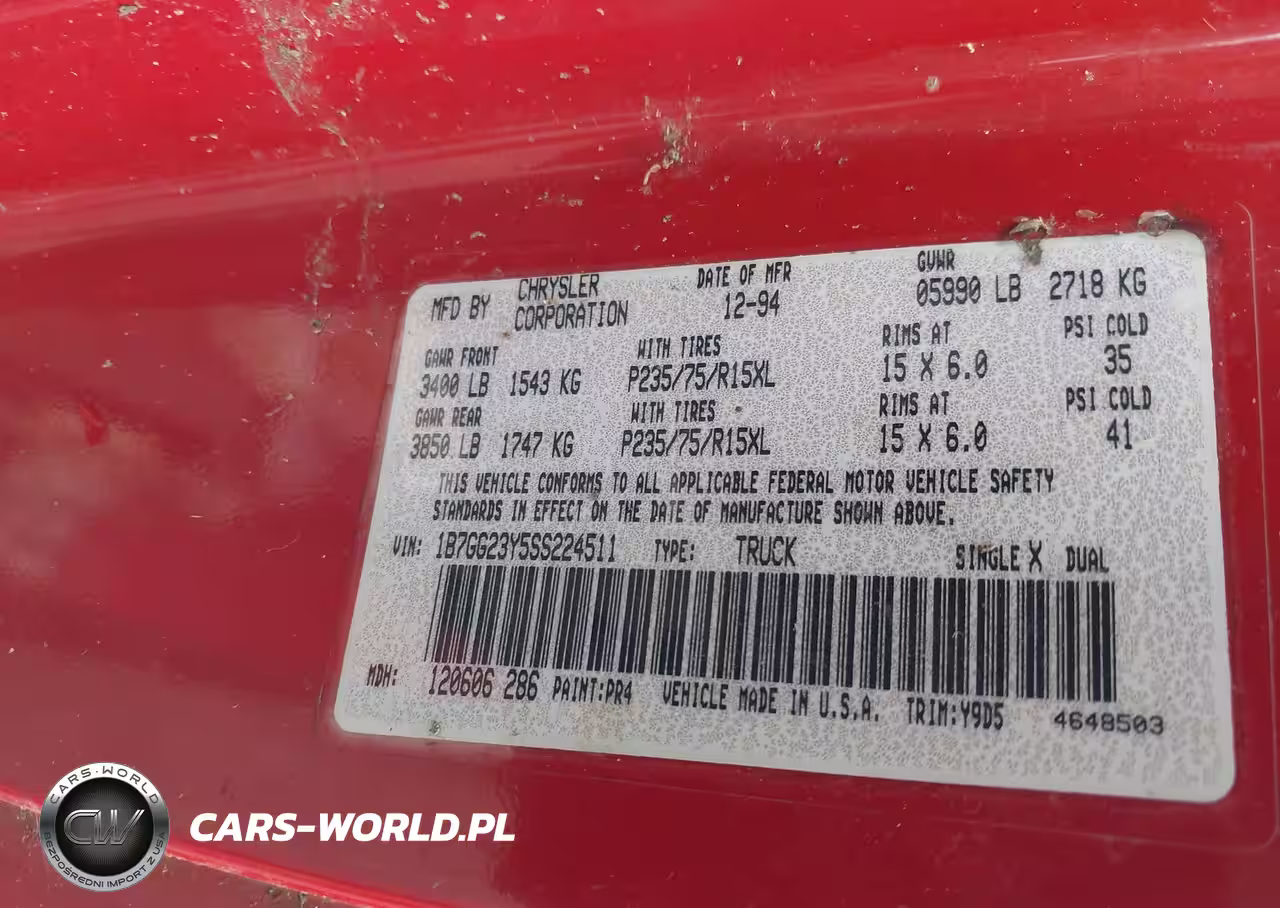 MFD BY CHRYSLER CORPORATION DATE OF MFR 12-94 GVWR 05990 LB 2718 KG
GAWR FRONT WITH TIRES RIMS AT PSI COLD
3400 LB 1543 KG P235/75/R15XL 15 X 6.0 35
GAWR REAR WITH TIRES RIMS AT PSI COLD
3850 LB 1747 KG P235/75/R15XL 15 X 6.0 41
THIS VEHICLE CONFORMS TO ALL APPLICABLE FEDERAL MOTOR VEHICLE SAFETY
STANDARDS IN EFFECT ON THE DATE OF MANUFACTURE SHOWN ABOVE.
VIN: 1B7GG23Y5SS224511 TYPE: TRUCK SINGLE X DUAL
MDH: 120606 286 PAINT:PR4 VEHICLE MADE IN U.S.A. TRIM:Y9D5 4648503
CARS-WORLD
CW
BEZPOŚREDNI IMPORT Z USA
CARS-WORLD.PL